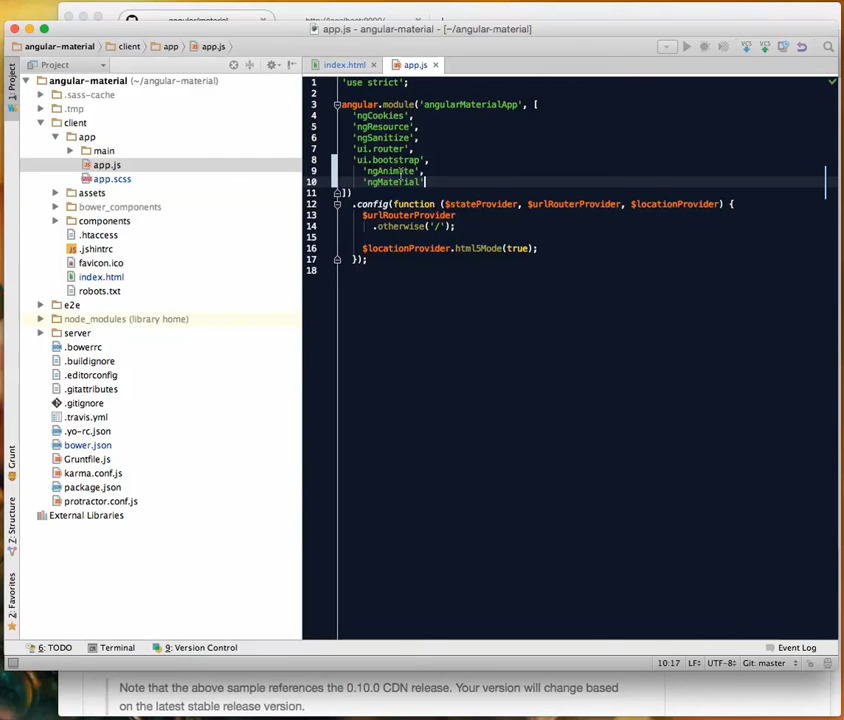 app.js - angular-material - [~/angular-material]
angular-material client app app.js
Project
index.html app.js
1: Project
angular-material (~/angular-material)
.sass-cache
.tmp
client
app
main
app.js
app.scss
assets
bower_components
components
.htaccess
.jshintrc
favicon.ico
index.html
robots.txt
e2e
node_modules (library home)
server
.bowerrc
.buildignore
.editorconfig
.gitattributes
.gitignore
.travis.yml
.yo-rc.json
bower.json
Gruntfile.js
karma.conf.js
package.json
protractor.conf.js
External Libraries
Grunt
7: Structure
2: Favorites
1 'use strict';
2
3 angular.module('angularMaterialApp', [
4 'ngCookies',
5 'ngResource',
6 'ngSanitize',
7 'ui.router',
8 'ui.bootstrap',
9 'ngAnimate',
10 'ngMaterial'
11 ])
12 .config(function ($stateProvider, $urlRouterProvider, $locationProvider) {
13 $urlRouterProvider
14 .otherwise('/');
15
16 $locationProvider.html5Mode(true);
17 });
18
6: TODO Terminal 9: Version Control Event Log
10:17 LF UTF-8 Git: master
Note that the above sample references the 0.10.0 CDN release. Your version will change based
on the latest stable release version.